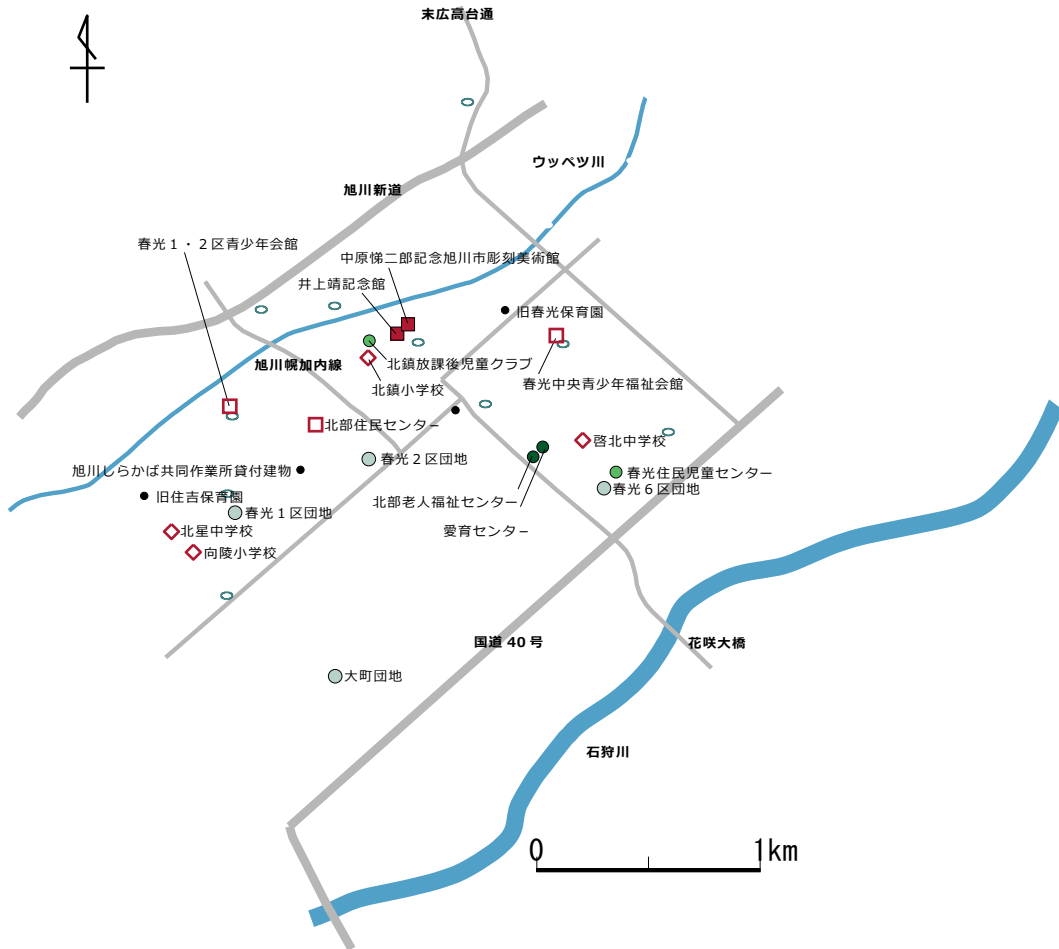 末広高台通
ウッペツ川
旭川新道
春光１・２区青少年会館
中原悌二郎記念旭川市彫刻美術館
井上靖記念館
旧春光保育園
旭川幌加内線
北鎮放課後児童クラブ
春光中央青少年福祉会館
北鎮小学校
北部住民センター
啓北中学校
春光２区団地
旭川しらかば共同作業所貸付建物
春光住民児童センター
春光６区団地
旧住吉保育園
北部老人福祉センター
春光１区団地
北星中学校
愛育センター
向陵小学校
国道 40 号
花咲大橋
大町団地
石狩川
0 1km